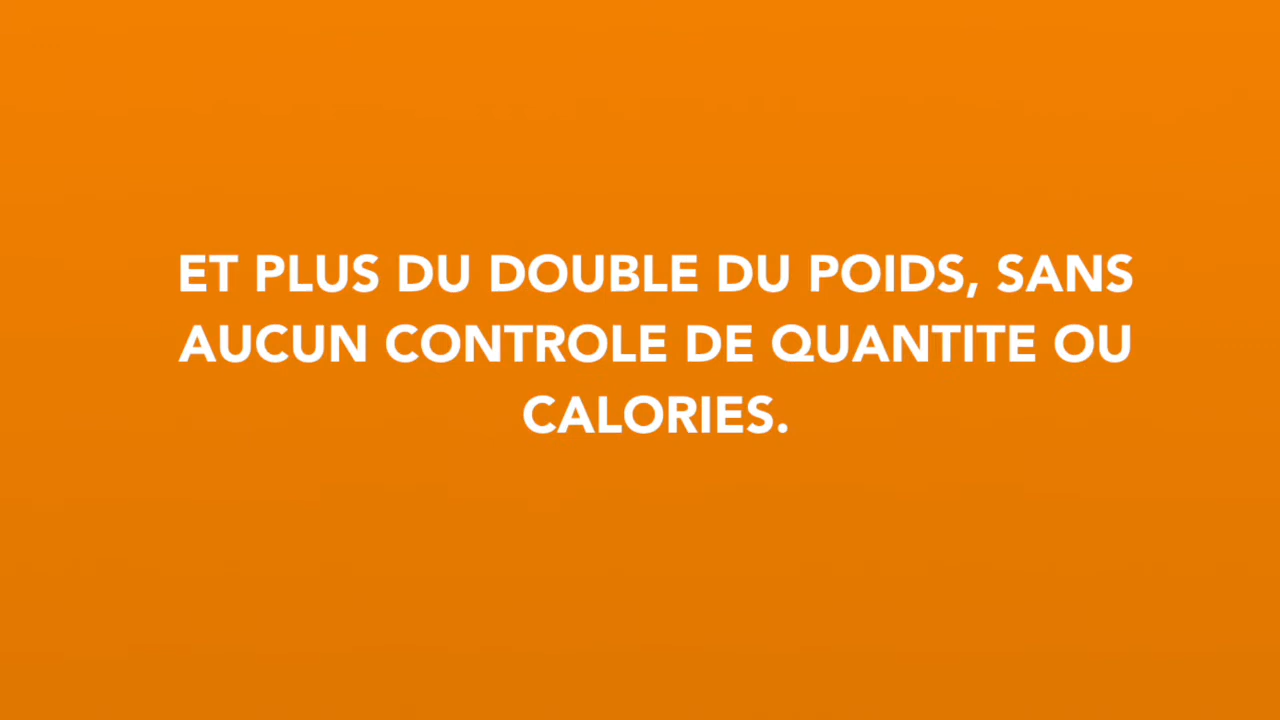 ET PLUS DU DOUBLE DU POIDS, SANS
AUCUN CONTROLE DE QUANTITE OU
CALORIES.